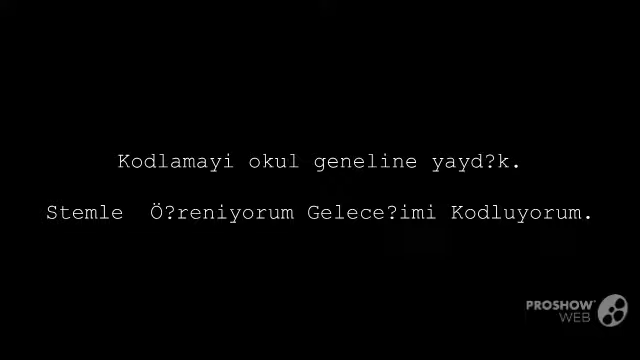 Kodlamayi okul geneline yayd?k.
Stemle Ö?reniyorum Gelece?imi Kodluyorum.
PROSHOW
WEB